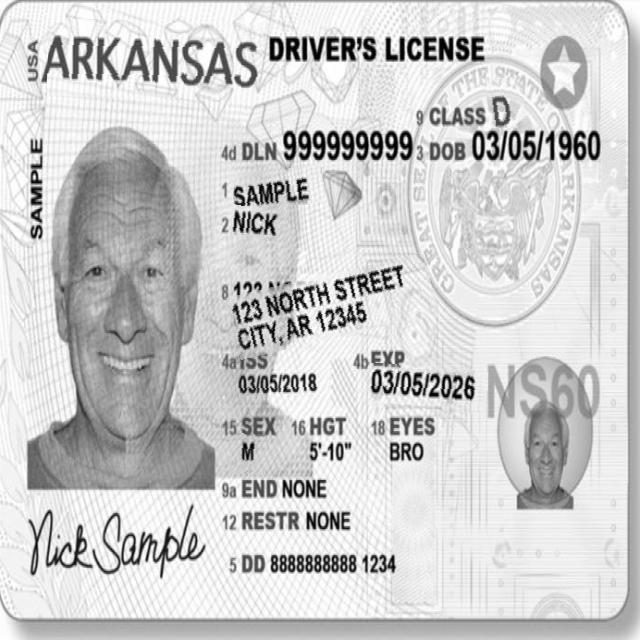 USA ARKANSAS DRIVER'S LICENSE
SAMPLE
9 CLASS D
4d DLN 999999999 3 DOB 03/05/1960
1 SAMPLE
2 NICK
8 123
123 NORTH STREET
CITY, AR 12345
4a ISS 4b EXP
03/05/2018 03/05/2026
NS60
15 SEX 16 HGT 18 EYES
M 5'-10" BRO
9a END NONE
12 RESTR NONE
5 DD 8888888888 1234
Nick Sample
GREAT SEAL THE STATE OF ARKANSAS